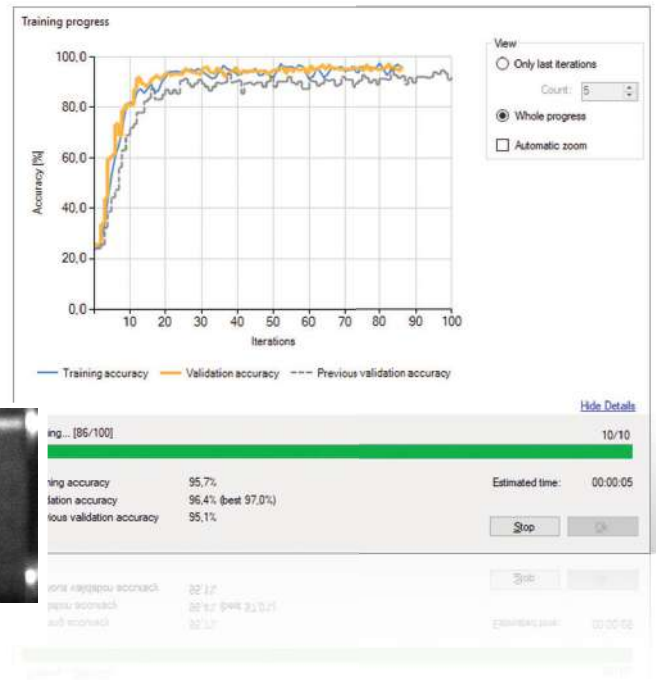 Training progress
100,0
80,0
60,0
40,0
20,0
0,0
Accuracy [%]
10 20 30 40 50 60 70 80 90 100
Iterations
Training accuracy Validation accuracy Previous validation accuracy
View
Only last iterations
Count: 5
Whole progress
Automatic zoom
Hide Details
ing... [86/100] 10/10
ning accuracy 95,7% Estimated time: 00:00:05
dation accuracy 96,4% (best 97,0%)
ious validation accuracy 95,1%
Stop Ok